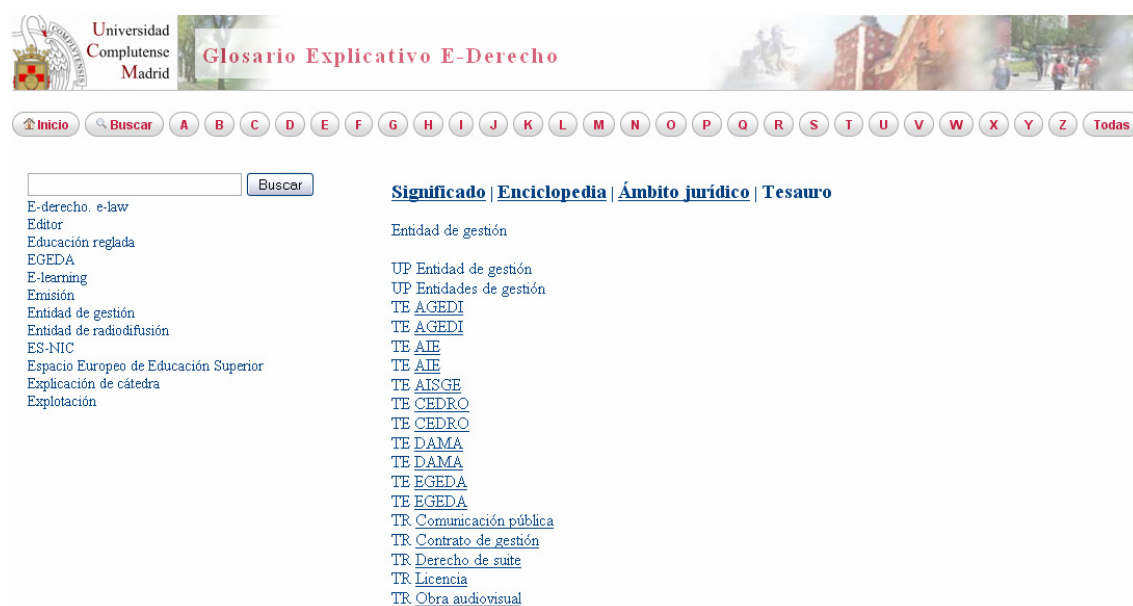 Universidad
Complutense
Madrid
Glosario Explicativo E-Derecho
Inicio Buscar A B C D E F G H I J K L M N O P Q R S T U V W X Y Z Todas
Buscar
E-derecho. e-law
Editor
Educación reglada
EGEDA
E-learning
Emisión
Entidad de gestión
Entidad de radiodifusión
ES-NIC
Espacio Europeo de Educación Superior
Explicación de cátedra
Explotación
Significado | Enciclopedia | Ámbito jurídico | Tesauro
Entidad de gestión
UP Entidad de gestión
UP Entidades de gestión
TE AGEDI
TE AGEDI
TE AIE
TE AIE
TE AISGE
TE CEDRO
TE CEDRO
TE DAMA
TE DAMA
TE EGEDA
TE EGEDA
TR Comunicación pública
TR Contrato de gestión
TR Derecho de suite
TR Licencia
TR Obra audiovisual